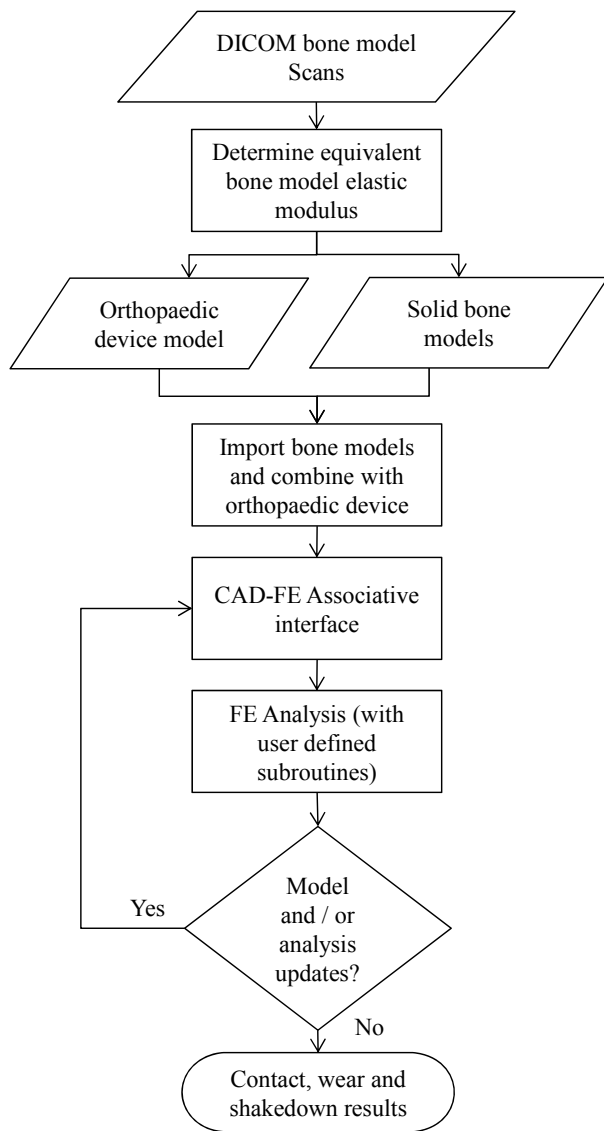 DICOM bone model
Scans
Determine equivalent
bone model elastic
modulus
Orthopaedic
device model
Solid bone
models
Import bone models
and combine with
orthopaedic device
CAD-FE Associative
interface
FE Analysis (with
user defined
subroutines)
Yes
Model
and / or
analysis
updates?
No
Contact, wear and
shakedown results